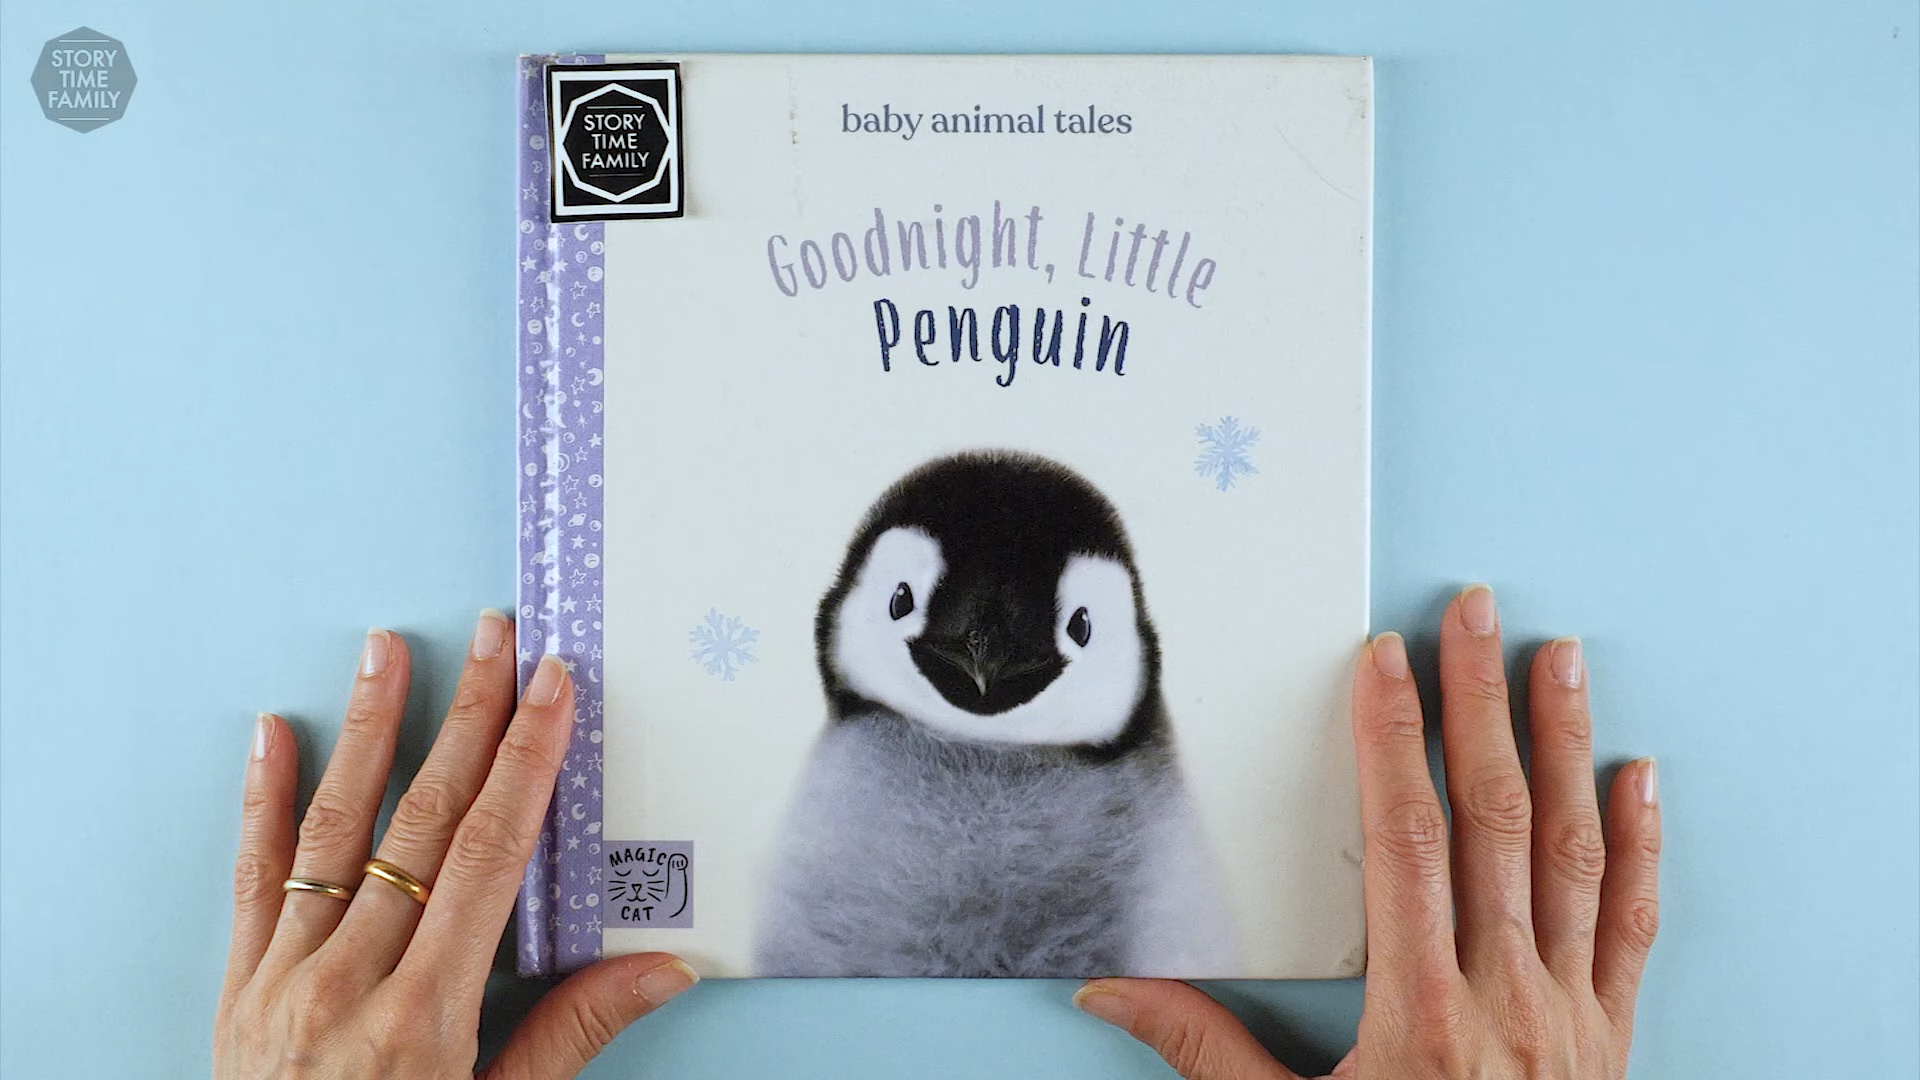 STORY
TIME
FAMILY
STORY
TIME
FAMILY
baby animal tales
Goodnight, Little
Penguin
MAGIC
CAT